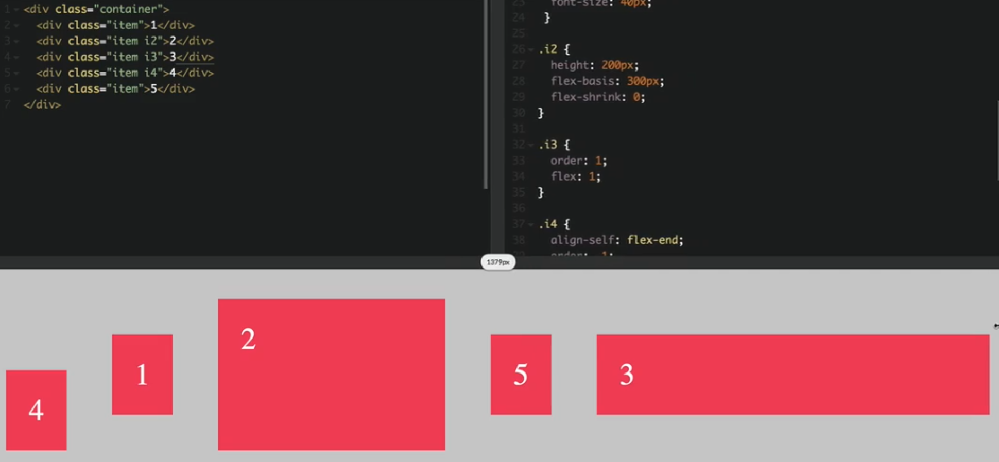 1 <div class="container">
2 <div class="item">1</div>
3 <div class="item i2">2</div>
4 <div class="item i3">3</div>
5 <div class="item i4">4</div>
6 <div class="item">5</div>
7 </div>
23 font-size: 40px;
24 }
25
26 .i2 {
27 height: 200px;
28 flex-basis: 300px;
29 flex-shrink: 0;
30 }
31
32 .i3 {
33 order: 1;
34 flex: 1;
35 }
36
37 .i4 {
38 align-self: flex-end;
1379px
4
1
2
5
3